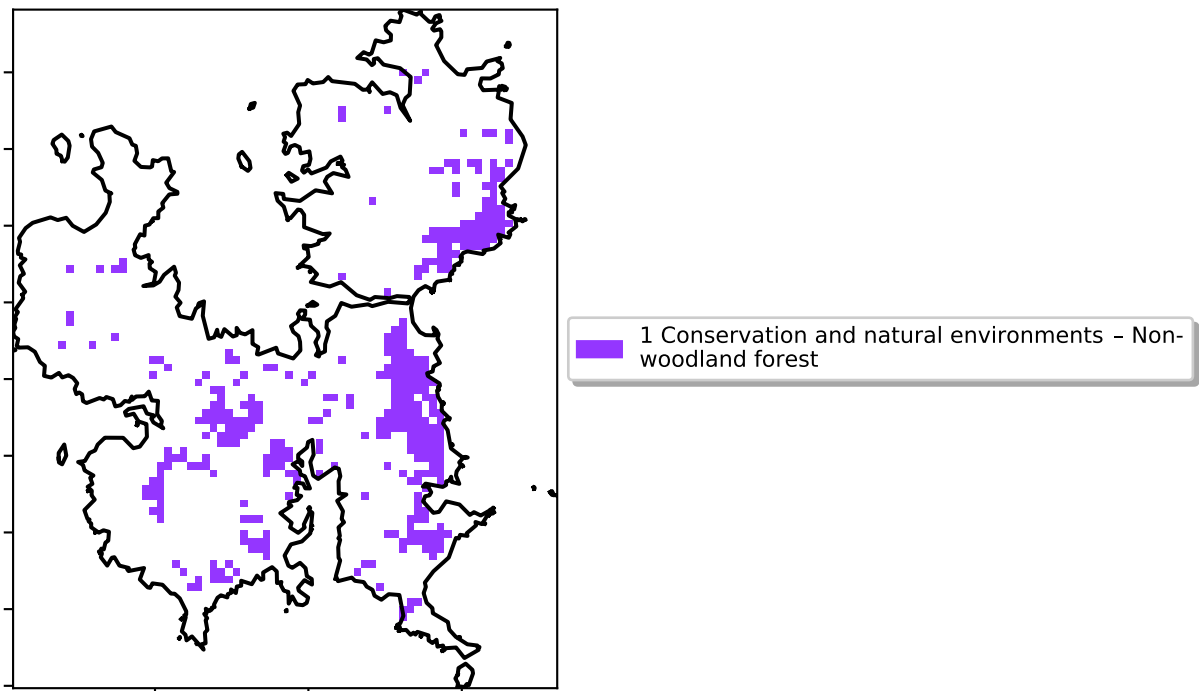 1 Conservation and natural environments – Non-
woodland forest